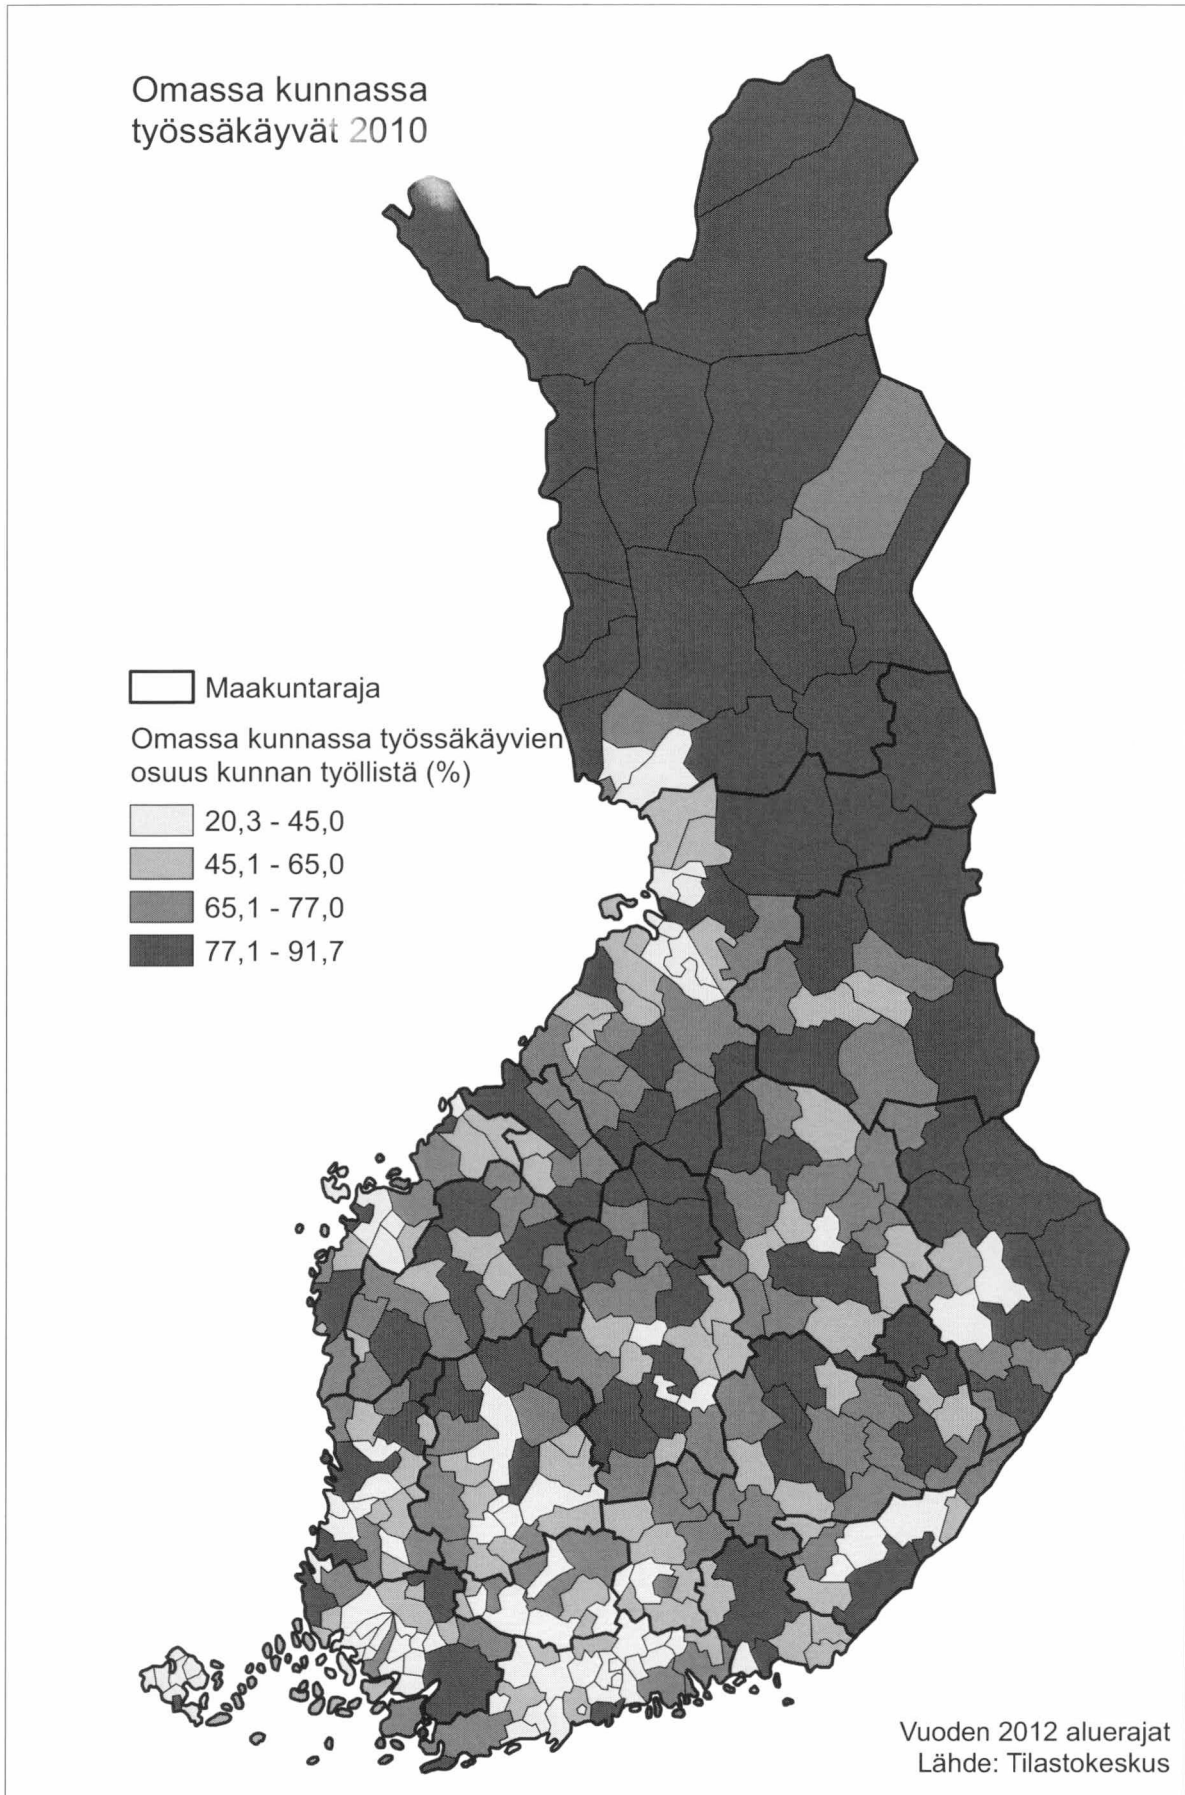 Omassa kunnassa
työssäkäyvät 2010
Maakuntaraja
Omassa kunnassa työssäkäyvien
osuus kunnan työllistä (%)
20,3 - 45,0
45,1 - 65,0
65,1 - 77,0
77,1 - 91,7
Vuoden 2012 aluerajat
Lähde: Tilastokeskus